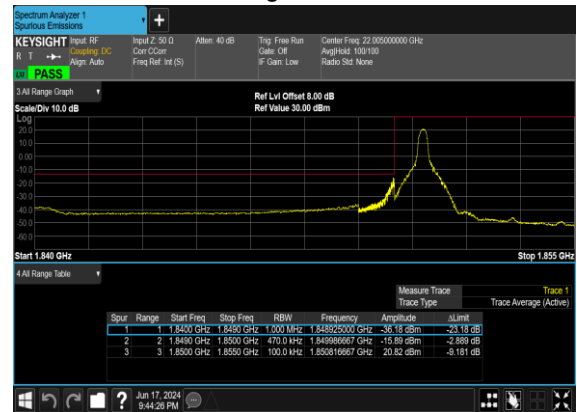 Spectrum Analyzer 1
Spurious Emissions
KEYSIGHT Input: RF Input Z: 50 Ω Atten: 40 dB Trig: Free Run Center Freq: 22.005000000 GHz
R T Coupling: DC Corr CCorr Gate: Off Avg|Hold: 100/100
Align: Auto Freq Ref: Int (S) IF Gain: Low Radio Std: None
PASS
3 All Range Graph
Ref Lvl Offset 8.00 dB
Scale/Div 10.0 dB Ref Value 30.00 dBm
Log
20.0
10.0
0.00
-10.0
-20.0
-30.0
-40.0
-50.0
-60.0
Start 1.840 GHz Stop 1.855 GHz
4 All Range Table
Measure Trace Trace 1
Trace Type Trace Average (Active)
Spur Range Start Freq Stop Freq RBW Frequency Amplitude ΔLimit
1 1 1.8400 GHz 1.8490 GHz 1.000 MHz 1.848925000 GHz -36.18 dBm -23.18 dB
2 2 1.8490 GHz 1.8500 GHz 470.0 kHz 1.849986667 GHz -15.89 dBm -2.889 dB
3 3 1.8500 GHz 1.8550 GHz 100.0 kHz 1.850816667 GHz 20.82 dBm -9.181 dB
? Jun 17, 2024
9:44:26 PM